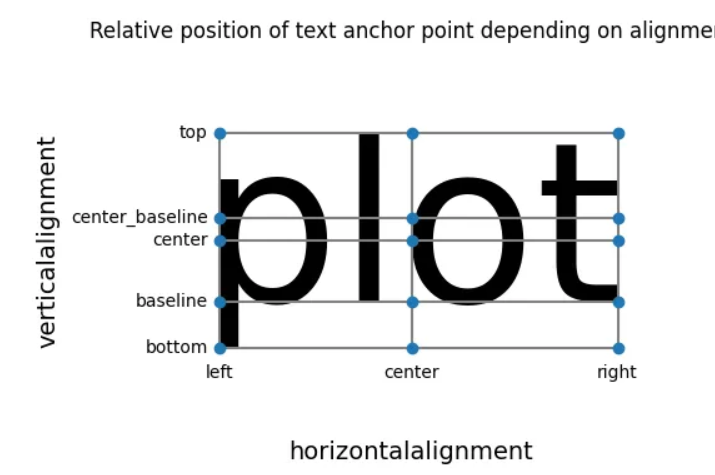 Relative position of text anchor point depending on alignme
top
plot
center_baseline
center
baseline
bottom
left center right
verticalalignment
horizontalalignment